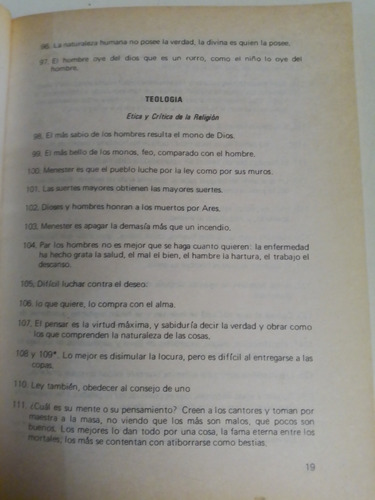 96. La naturaleza humana no posee la verdad, la divina es quien la posee.
97. El hombre oye del dios que es un rorro, como el niño lo oye del
hombre.
TEOLOGIA
Etica y Crítica de la Religión
98. El más sabio de los hombres resulta el mono de Dios.
99. El más bello de los monos, feo, comparado con el hombre.
100. Menester es que el pueblo luche por la ley como por sus muros.
101. Las suertes mayores obtienen las mayores suertes.
102. Dioses y hombres honran a los muertos por Ares.
103. Menester es apagar la demasía más que un incendio.
104. Par los hombres no es mejor que se haga cuanto quieren: la enfermedad
ha hecho grata la salud, el mal el bien, el hambre la hartura, el trabajo el
descanso.
105. Difícil luchar contra el deseo:
106. lo que quiere, lo compra con el alma.
107. El pensar es la virtud máxima, y sabiduría decir la verdad y obrar como
los que comprenden la naturaleza de las cosas.
108 y 109*. Lo mejor es disimular la locura, pero es difícil al entregarse a las
copas.
110. Ley también, obedecer al consejo de uno
111. ¿Cuál es su mente o su pensamiento? Creen a los cantores y toman por
maestra a la masa, no viendo que los más son malos, que pocos son
buenos. Los mejores lo dan todo por una cosa, la fama eterna entre los
mortales; los más se contentan con atiborrarse como bestias.
19